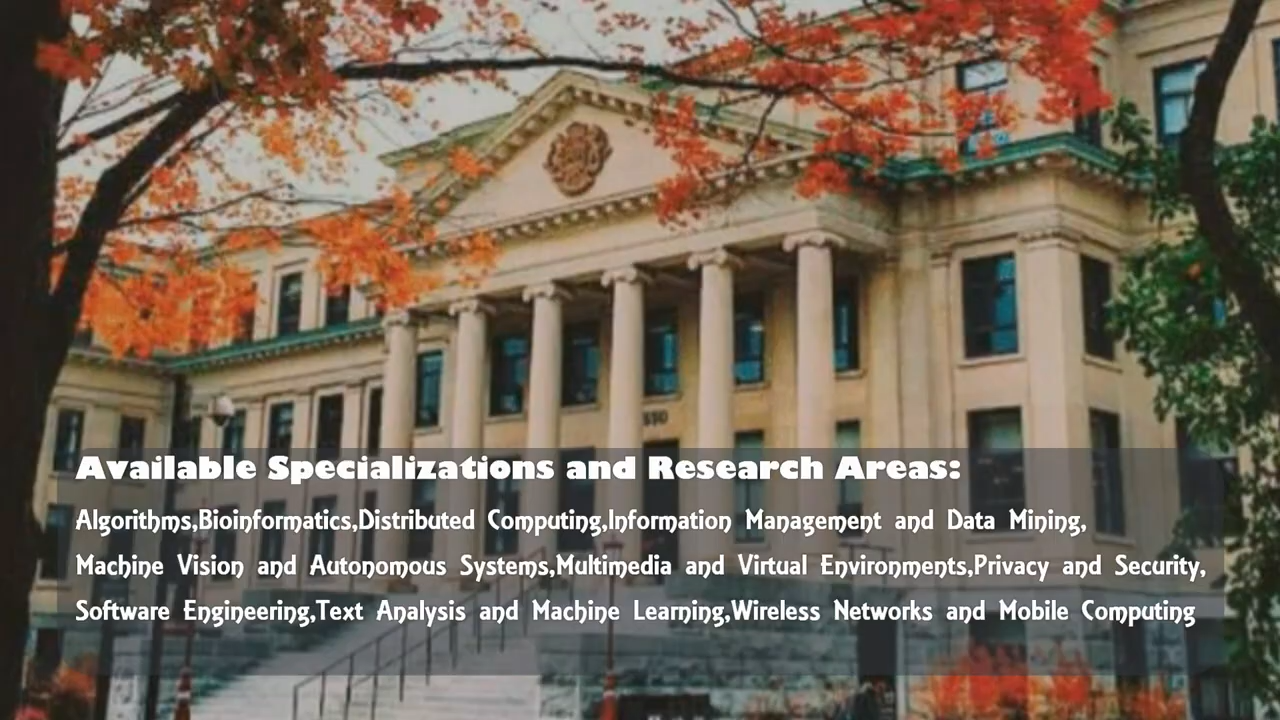 550
Available Specializations and Research Areas:
Algorithms,Bioinformatics,Distributed Computing,Information Management and Data Mining,
Machine Vision and Autonomous Systems,Multimedia and Virtual Environments,Privacy and Security,
Software Engineering,Text Analysis and Machine Learning,Wireless Networks and Mobile Computing